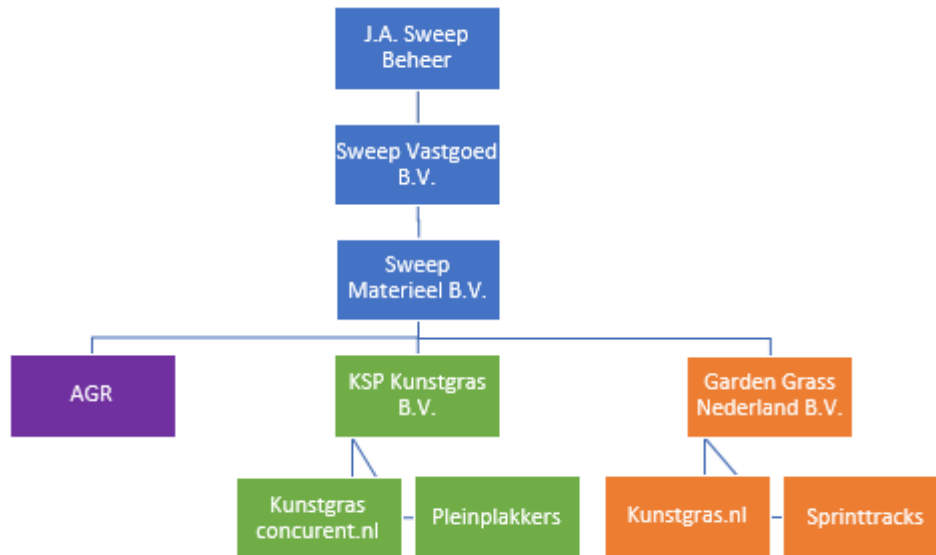 J.A. Sweep
Beheer
Sweep Vastgoed
B.V.
Sweep
Materieel B.V.
AGR
KSP Kunstgras
B.V.
Garden Grass
Nederland B.V.
Kunstgras
concurent.nl
Pleinplakkers
Kunstgras.nl
Sprinttracks